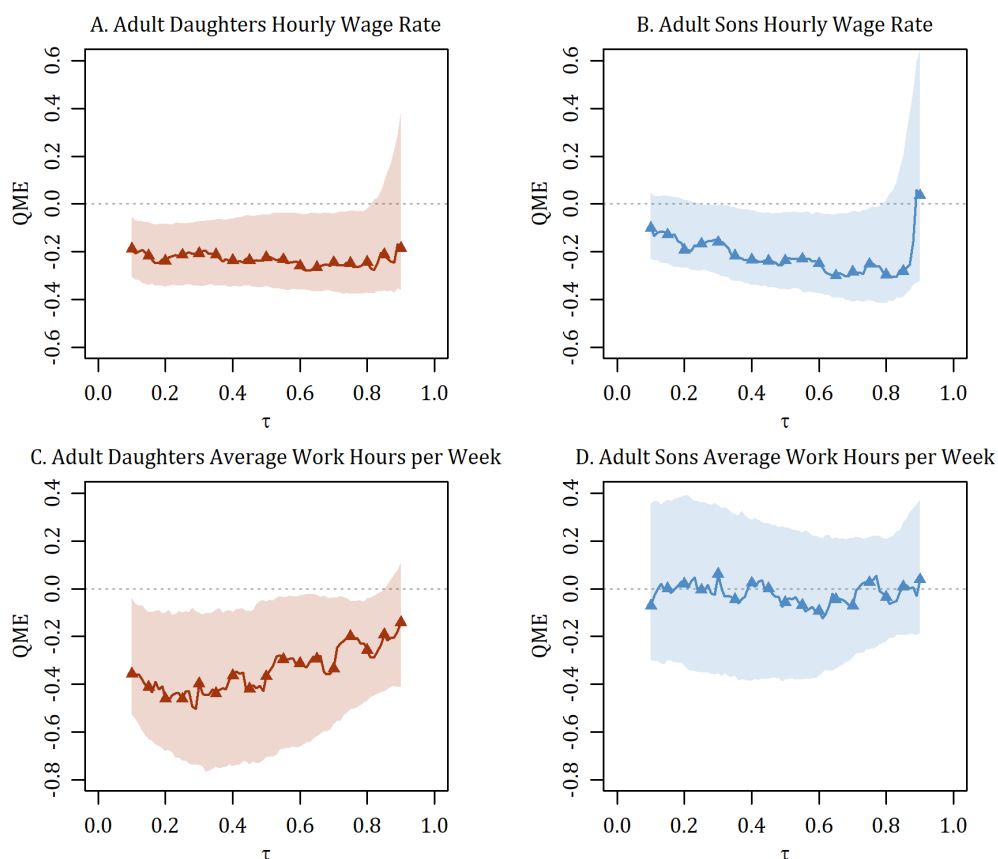 A. Adult Daughters Hourly Wage Rate
QME
0.6
0.4
0.2
0.0
-0.2
-0.4
-0.6
0.0 0.2 0.4 0.6 0.8 1.0
τ
B. Adult Sons Hourly Wage Rate
QME
0.6
0.4
0.2
0.0
-0.2
-0.4
-0.6
0.0 0.2 0.4 0.6 0.8 1.0
τ
C. Adult Daughters Average Work Hours per Week
QME
0.4
0.2
0.0
-0.2
-0.4
-0.6
-0.8
0.0 0.2 0.4 0.6 0.8 1.0
τ
D. Adult Sons Average Work Hours per Week
QME
0.4
0.2
0.0
-0.2
-0.4
-0.6
-0.8
0.0 0.2 0.4 0.6 0.8 1.0
τ